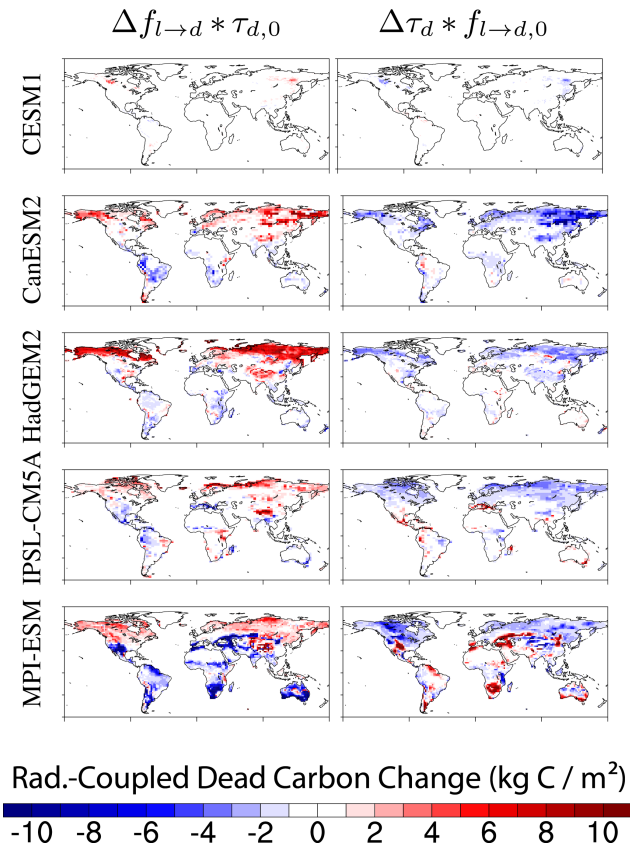 Δf_{l→d} * τ_{d,0} Δτ_d * f_{l→d,0}
CESM1
CanESM2
HadGEM2
IPSL-CM5A
MPI-ESM
Rad.-Coupled Dead Carbon Change (kg C / m²)
-10 -8 -6 -4 -2 0 2 4 6 8 10